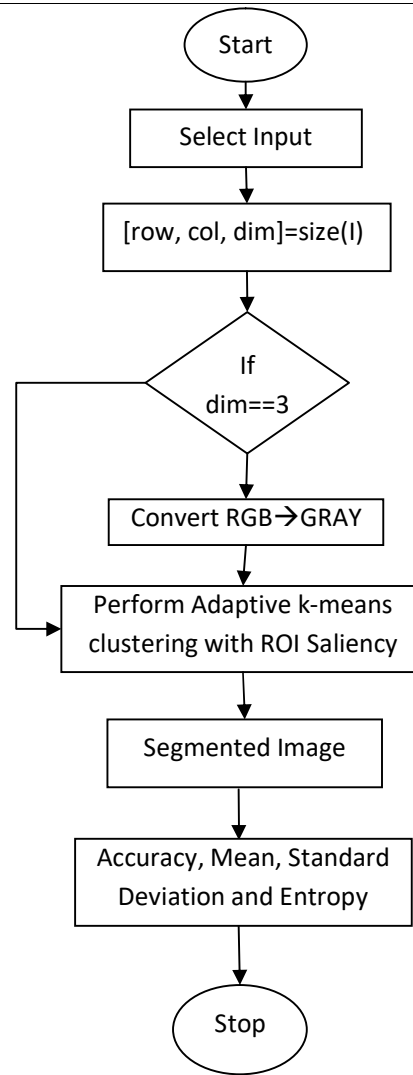 Start
Select Input
[row, col, dim]=size(I)
If
dim==3
Convert RGB→GRAY
Perform Adaptive k-means
clustering with ROI Saliency
Segmented Image
Accuracy, Mean, Standard
Deviation and Entropy
Stop